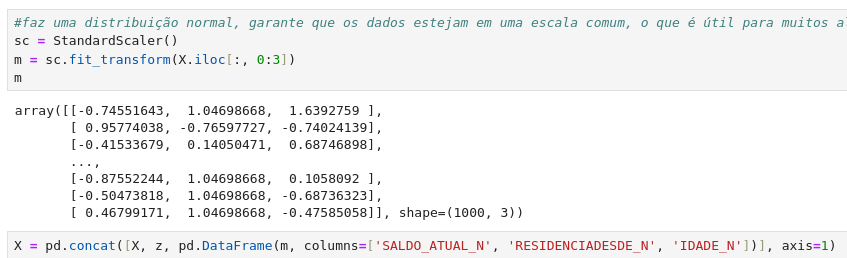 #faz uma distribuição normal, garante que os dados estejam em uma escala comum, o que é útil para muitos
sc = StandardScaler()
m = sc.fit_transform(X.iloc[:, 0:3])
m
array([[-0.74551643,  1.04698668,  1.6392759 ],
       [ 0.95774038, -0.76597727, -0.74024139],
       [-0.41533679,  0.14050471,  0.68746898],
       ...,
       [-0.87552244,  1.04698668,  0.1058092 ],
       [-0.50473818,  1.04698668, -0.68736323],
       [ 0.46799171,  1.04698668, -0.47585058]], shape=(1000, 3))
X = pd.concat([X, z, pd.DataFrame(m, columns=['SALDO_ATUAL_N', 'RESIDENCIADESDE_N', 'IDADE_N'])], axis=1)